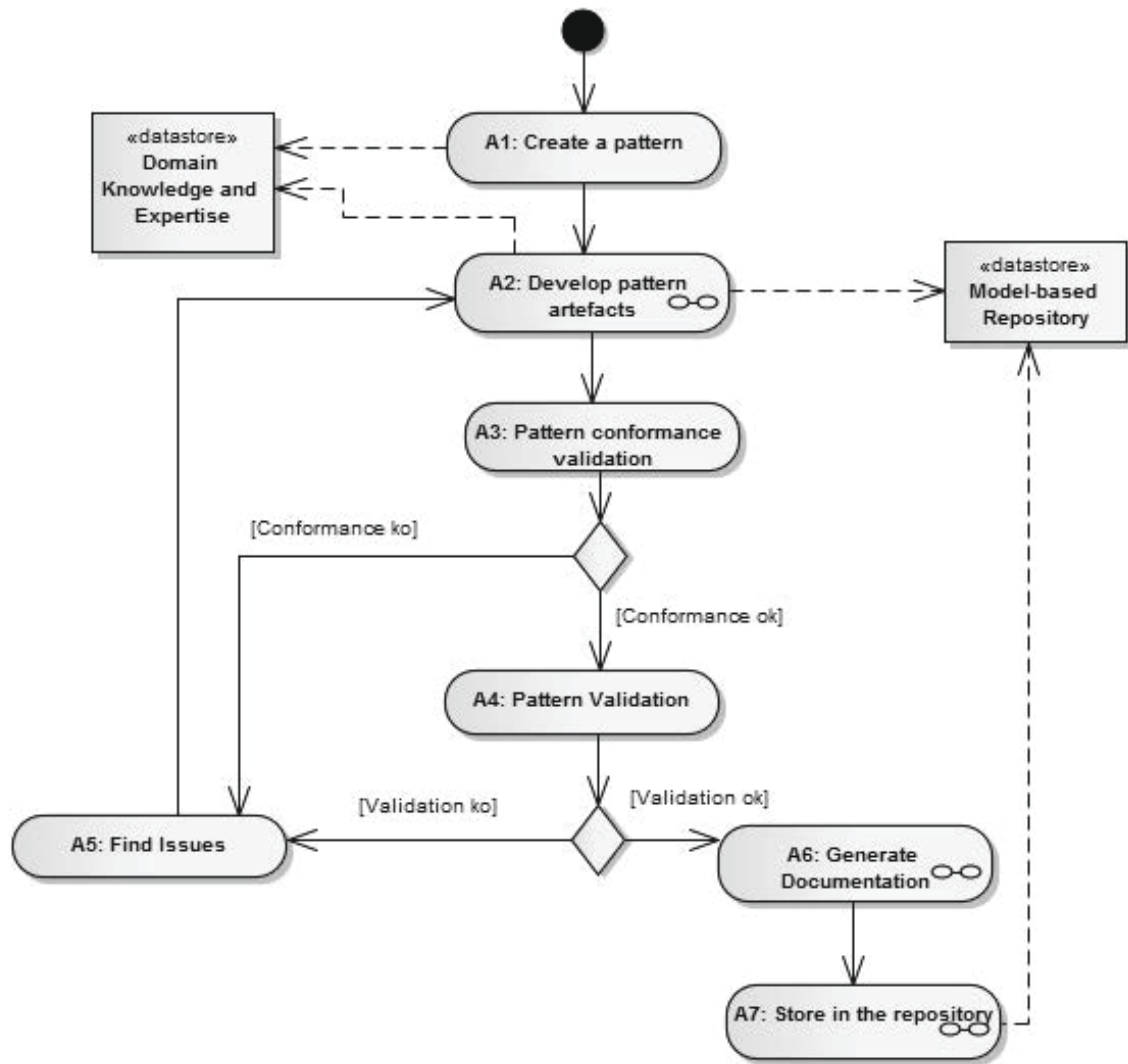 A1: Create a pattern
«datastore»
Domain
Knowledge and
Expertise
A2: Develop pattern
artefacts
«datastore»
Model-based
Repository
A3: Pattern conformance
validation
[Conformance ko]
[Conformance ok]
A4: Pattern Validation
[Validation ko]
[Validation ok]
A5: Find Issues
A6: Generate
Documentation
A7: Store in the repository